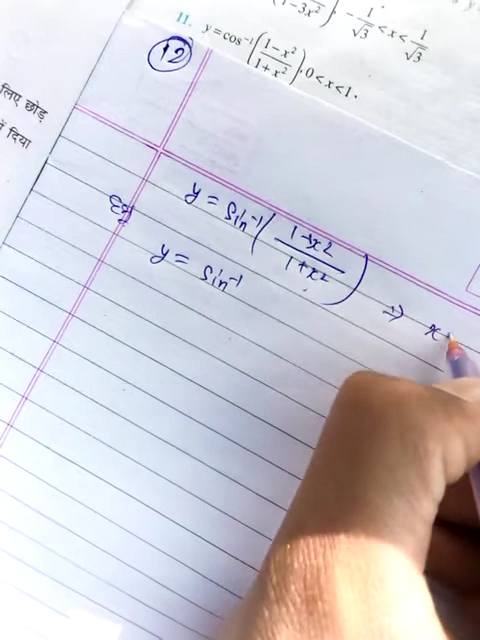 1-3x²), -1/√3 < x < 1/√3
11. y = cos⁻¹((1-x²)/(1+x²)), 0 < x < 1.
12
लिए छोड़
दिया
हल y = Sin⁻¹((1-x2)/(1+x²)) ⇒ x
y = Sin⁻¹